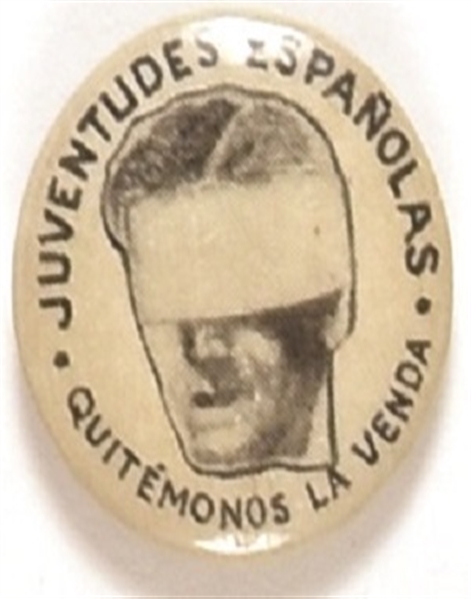 JUVENTUDES ESPAÑOLAS
• QUITÉMONOS LA VENDA •